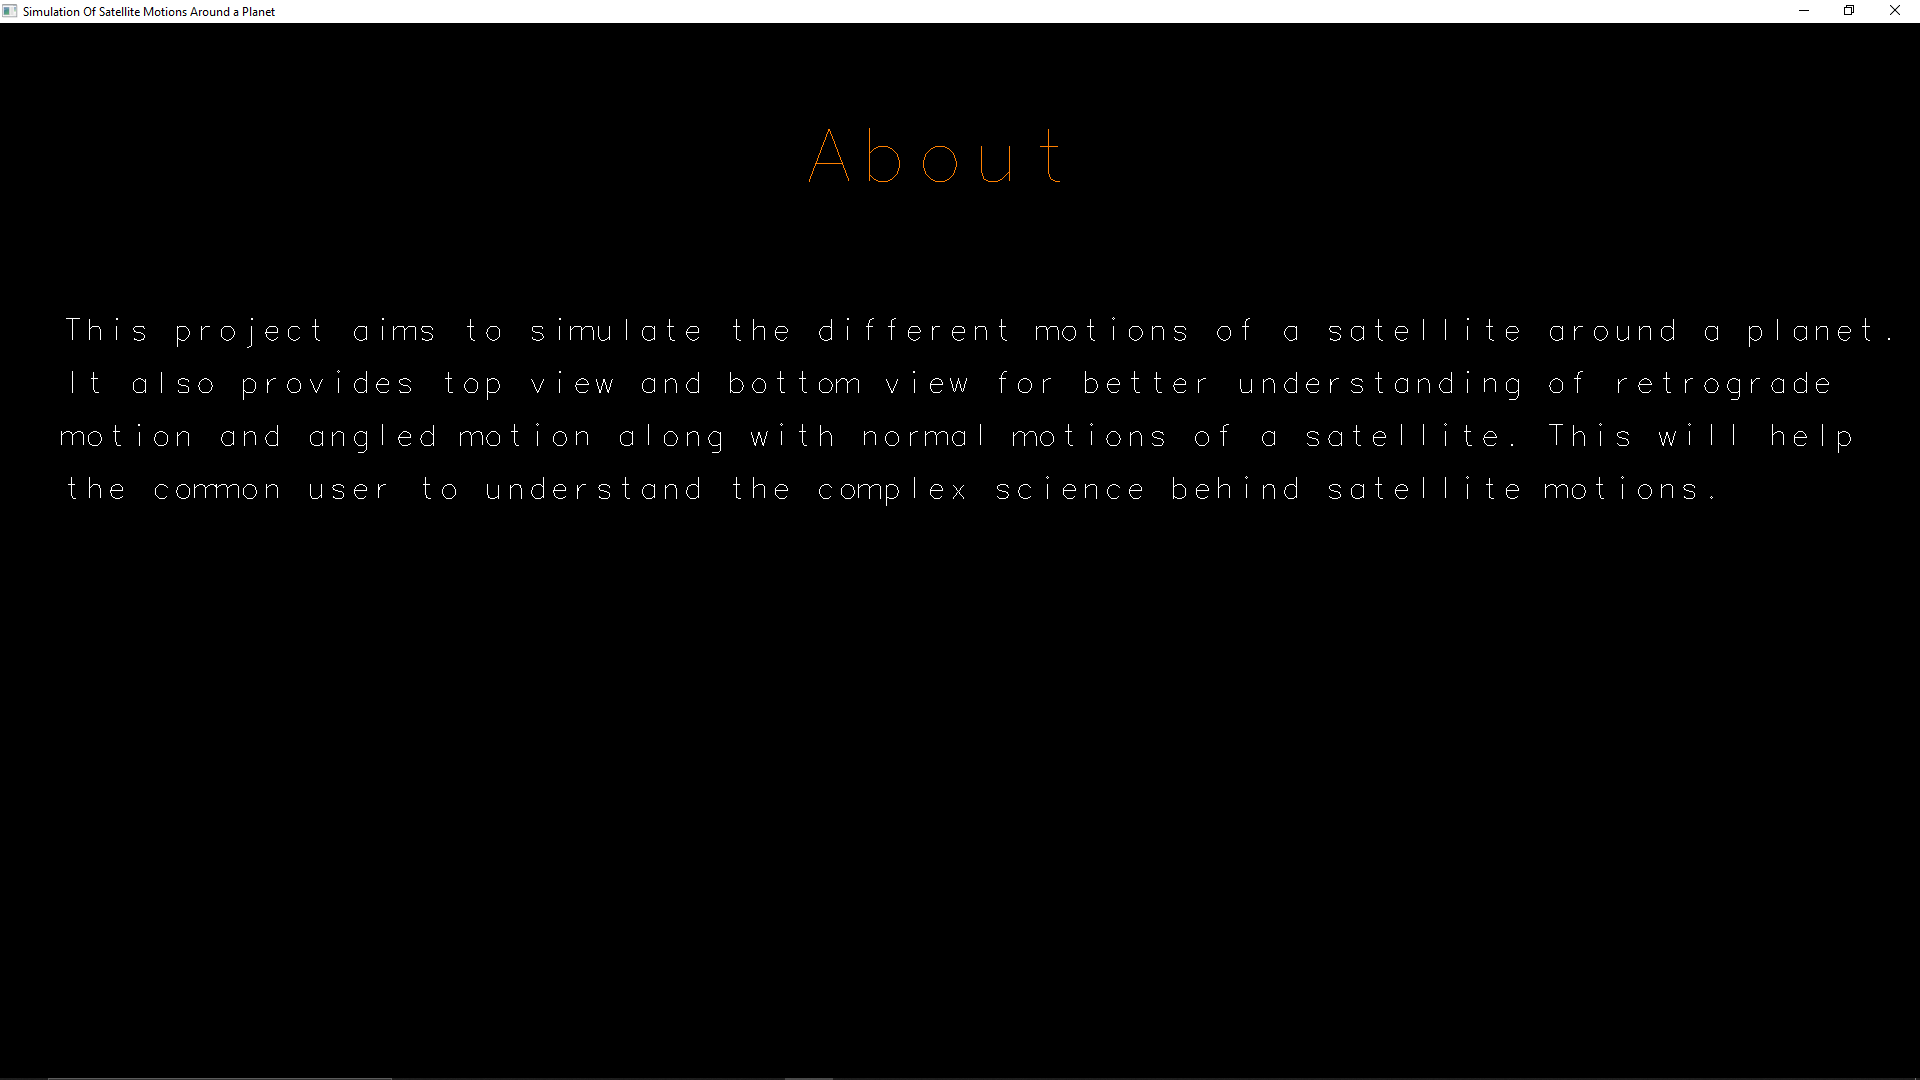 Simulation Of Satellite Motions Around a Planet
About
This project aims to simulate the different motions of a satellite around a planet.
It also provides top view and bottom view for better understanding of retrograde
motion and angled motion along with normal motions of a satellite. This will help
the common user to understand the complex science behind satellite motions.